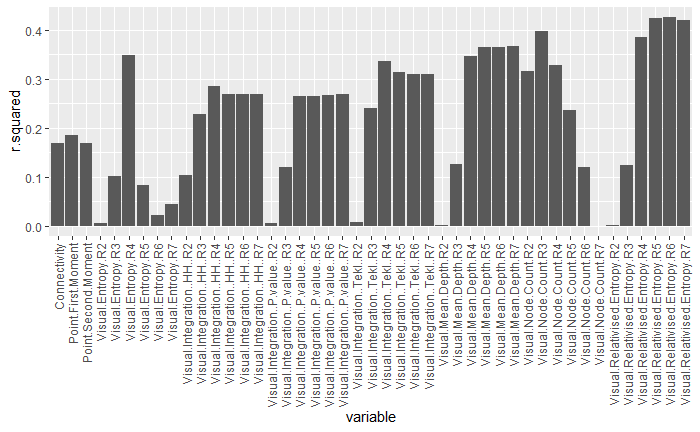 r.squared
0.4
0.3
0.2
0.1
0.0
Connectivity
Point.First.Moment
Point.Second.Moment
Visual.Entropy.R2
Visual.Entropy.R3
Visual.Entropy.R4
Visual.Entropy.R5
Visual.Entropy.R6
Visual.Entropy.R7
Visual.Integration..HH..R2
Visual.Integration..HH..R3
Visual.Integration..HH..R4
Visual.Integration..HH..R5
Visual.Integration..HH..R6
Visual.Integration..HH..R7
Visual.Integration..P.value..R2
Visual.Integration..P.value..R3
Visual.Integration..P.value..R4
Visual.Integration..P.value..R5
Visual.Integration..P.value..R6
Visual.Integration..P.value..R7
Visual.Integration..Tekl..R2
Visual.Integration..Tekl..R3
Visual.Integration..Tekl..R4
Visual.Integration..Tekl..R5
Visual.Integration..Tekl..R6
Visual.Integration..Tekl..R7
Visual.Mean.Depth.R2
Visual.Mean.Depth.R3
Visual.Mean.Depth.R4
Visual.Mean.Depth.R5
Visual.Mean.Depth.R6
Visual.Mean.Depth.R7
Visual.Node.Count.R2
Visual.Node.Count.R3
Visual.Node.Count.R4
Visual.Node.Count.R5
Visual.Node.Count.R6
Visual.Node.Count.R7
Visual.Relativised.Entropy.R2
Visual.Relativised.Entropy.R3
Visual.Relativised.Entropy.R4
Visual.Relativised.Entropy.R5
Visual.Relativised.Entropy.R6
Visual.Relativised.Entropy.R7
variable